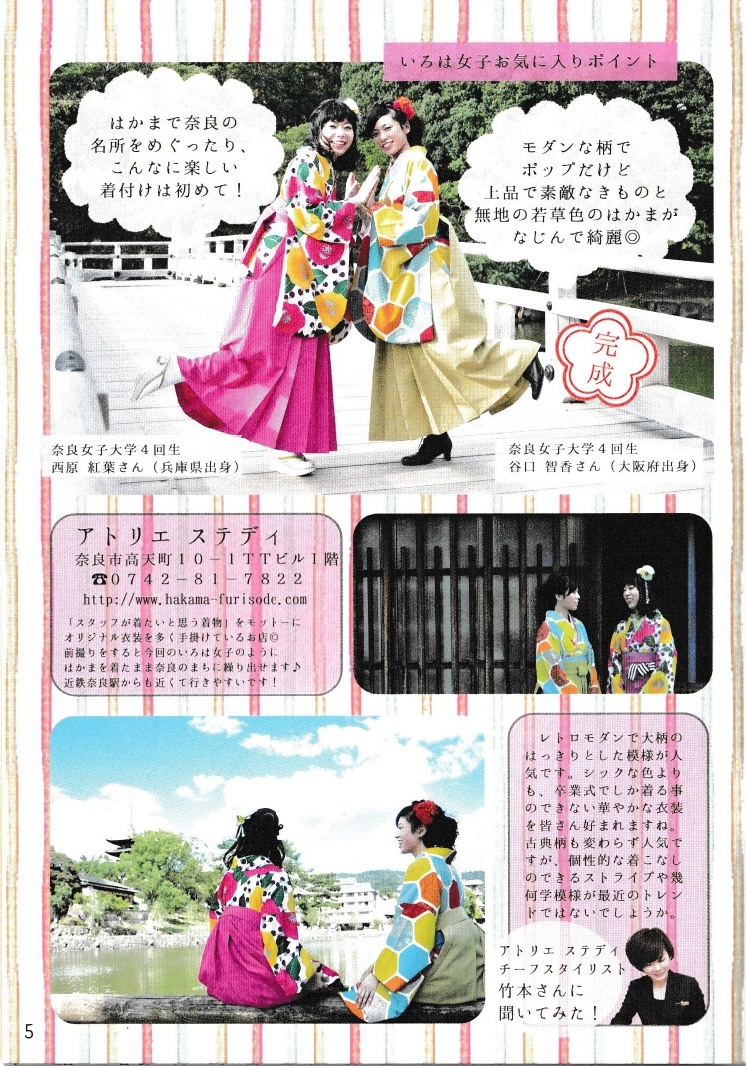 いろは女子お気に入りポイント
はかまで奈良の
名所をめぐったり、
こんなに楽しい
着付けは初めて！
モダンな柄で
ポップだけど
上品で素敵なきものと
無地の若草色のはかまが
なじんで綺麗◎
完成
奈良女子大学４回生
西原 紅葉さん（兵庫県出身）
奈良女子大学４回生
谷口 智香さん（大阪府出身）
アトリエ ステディ
奈良市高天町１０－１ＴＴビル１階
☎０７４２－８１－７８２２
http://www.hakama-furisode.com
「スタッフが着たいと思う着物」をモットーに
オリジナル衣装を多く手掛けているお店◎
前撮りをすると今回のいろは女子のように
はかまを着たまま奈良のまちに繰り出せます♪
近鉄奈良駅からも近くて行きやすいです！
レトロモダンで大柄の
はっきりとした模様が人
気です。シックな色より
も、卒業式でしか着る事
のできない華やかな衣装
を皆さん好まれますね。
古典柄も変わらず人気で
すが、個性的な着こなし
のできるストライプや幾
何学模様が最近のトレン
ドではないでしょうか。
アトリエ ステディ
チーフスタイリスト
竹本さんに
聞いてみた！
5